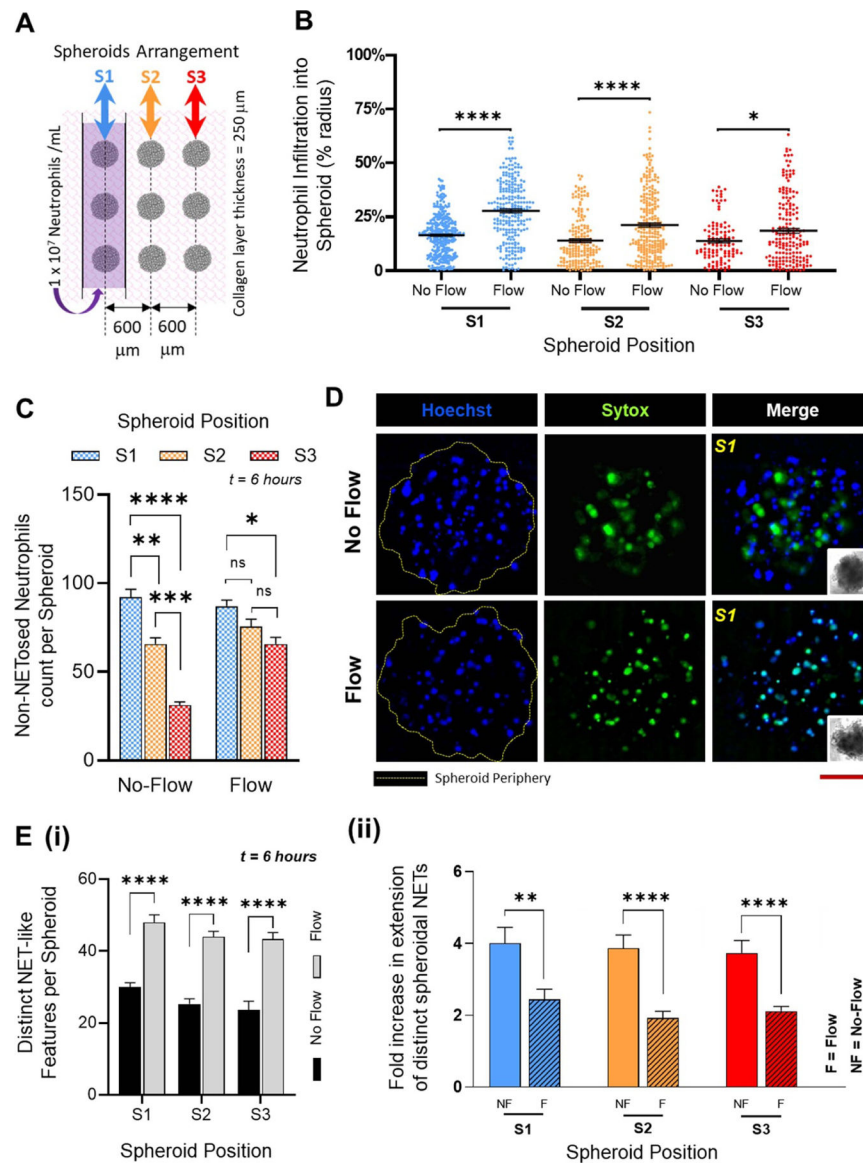 A
Spheroids Arrangement
S1
S2
S3
1 x 10⁷ Neutrophils /mL
Collagen layer thickness = 250 μm
600
μm
600
μm
B
Neutrophil Infiltration into
Spheroid (% radius)
100%
75%
50%
25%
0
****
****
*
No Flow
Flow
No Flow
Flow
No Flow
Flow
S1
S2
S3
Spheroid Position
C
Spheroid Position
S1
S2
S3
t = 6 hours
Non-NETosed Neutrophils
count per Spheroid
150
100
50
0
****
**
***
*
ns
ns
No-Flow
Flow
D
Hoechst
Sytox
Merge
No Flow
S1
Flow
S1
Spheroid Periphery
E (i)
t = 6 hours
Distinct NET-like
Features per Spheroid
60
40
20
0
****
****
****
Flow
No Flow
S1
S2
S3
Spheroid Position
(ii)
Fold increase in extension
of distinct spheroidal NETs
6
4
2
0
**
****
****
NF
F
NF
F
NF
F
S1
S2
S3
Spheroid Position
F = Flow
NF = No-Flow